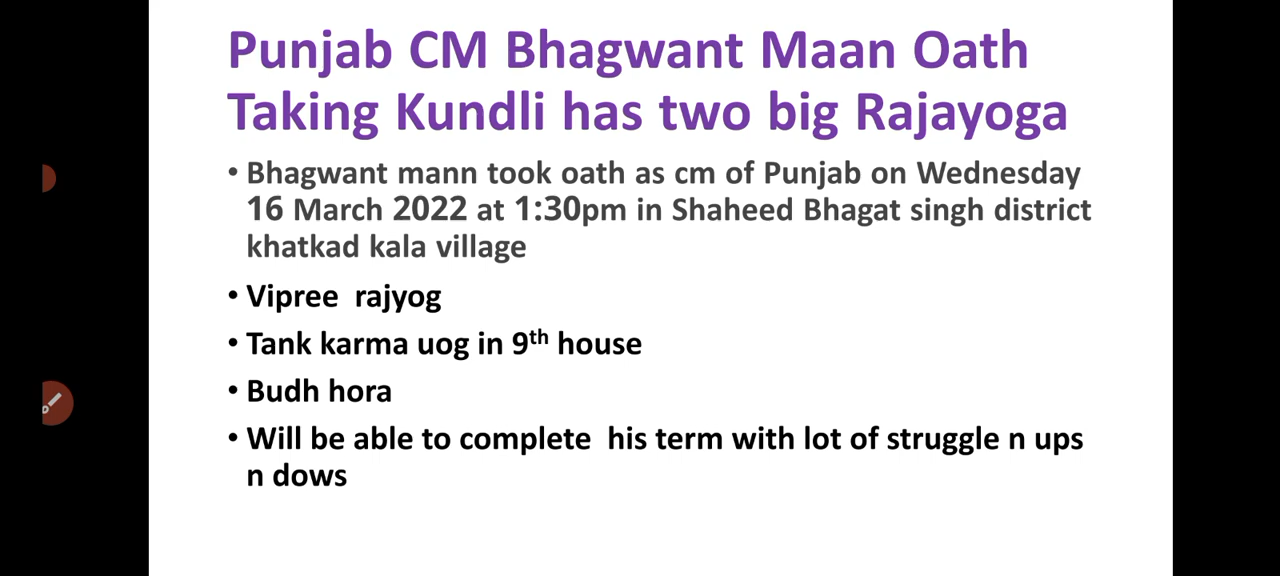 Punjab CM Bhagwant Maan Oath
Taking Kundli has two big Rajayoga
• Bhagwant mann took oath as cm of Punjab on Wednesday
16 March 2022 at 1:30pm in Shaheed Bhagat singh district
khatkad kala village
• Vipree  rajyog
• Tank karma uog in 9th house
• Budh hora
• Will be able to complete  his term with lot of struggle n ups
n dows